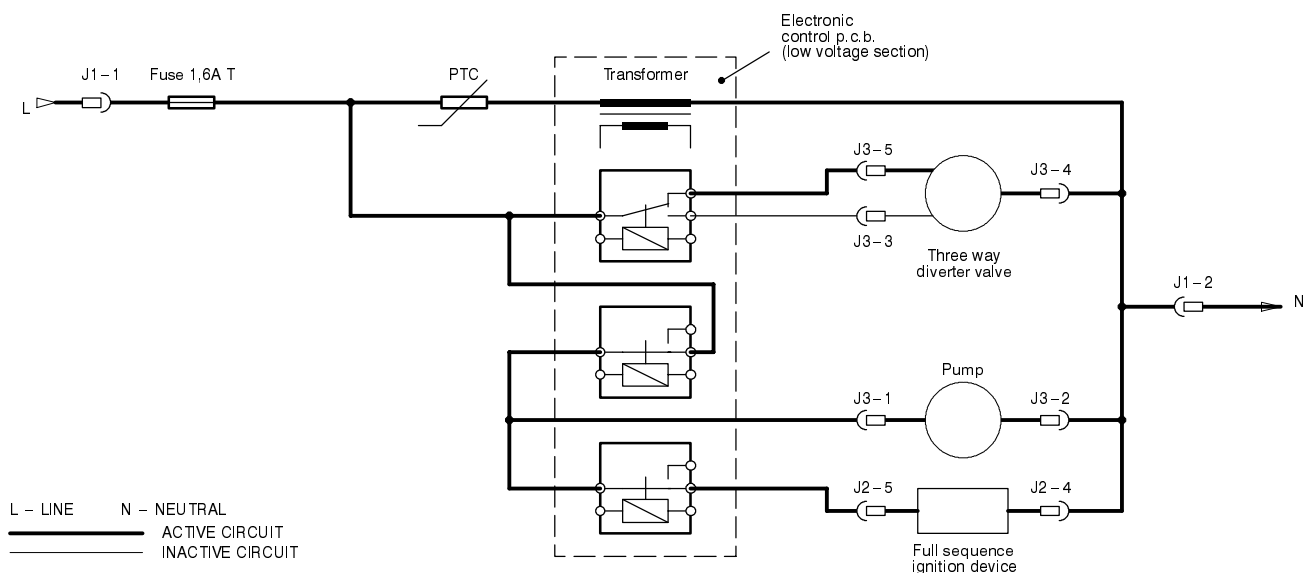 Electronic
control p.c.b.
(low voltage section)
J1-1
Fuse 1,6A T
PTC
Transformer
L
J3-5
J3-4
J3-3
Three way
diverter valve
J1-2
N
Pump
J3-1
J3-2
J2-5
J2-4
Full sequence
ignition device
L - LINE
N - NEUTRAL
ACTIVE CIRCUIT
INACTIVE CIRCUIT